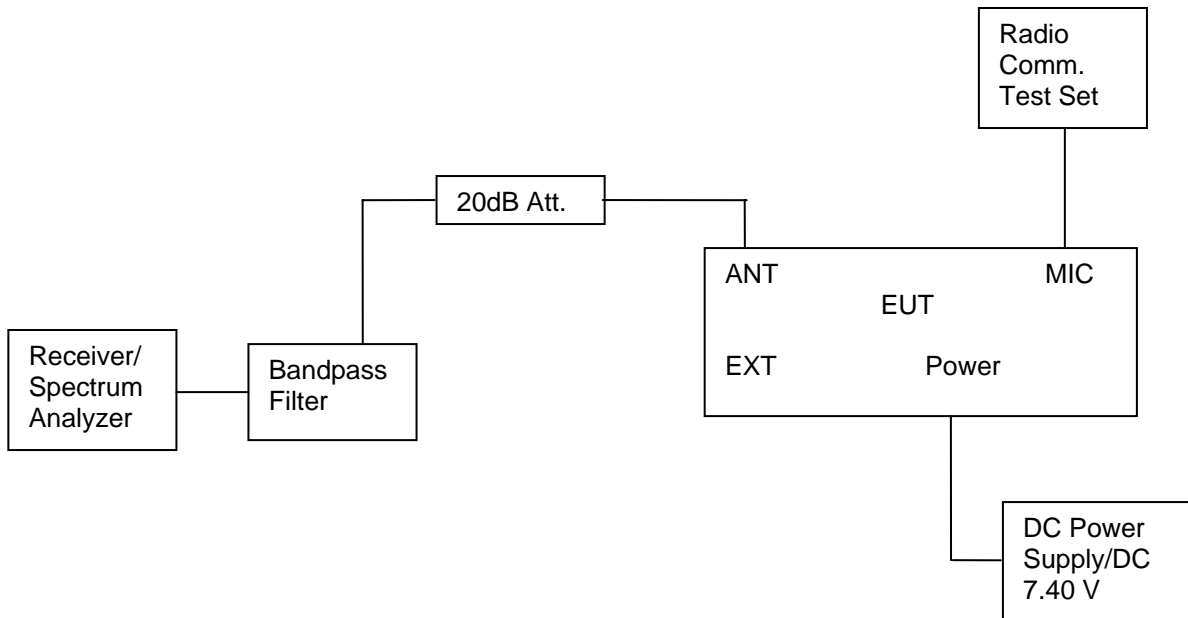 Radio
Comm.
Test Set
20dB Att.
ANT
MIC
EUT
EXT
Power
Receiver/
Spectrum
Analyzer
Bandpass
Filter
DC Power
Supply/DC
7.40 V